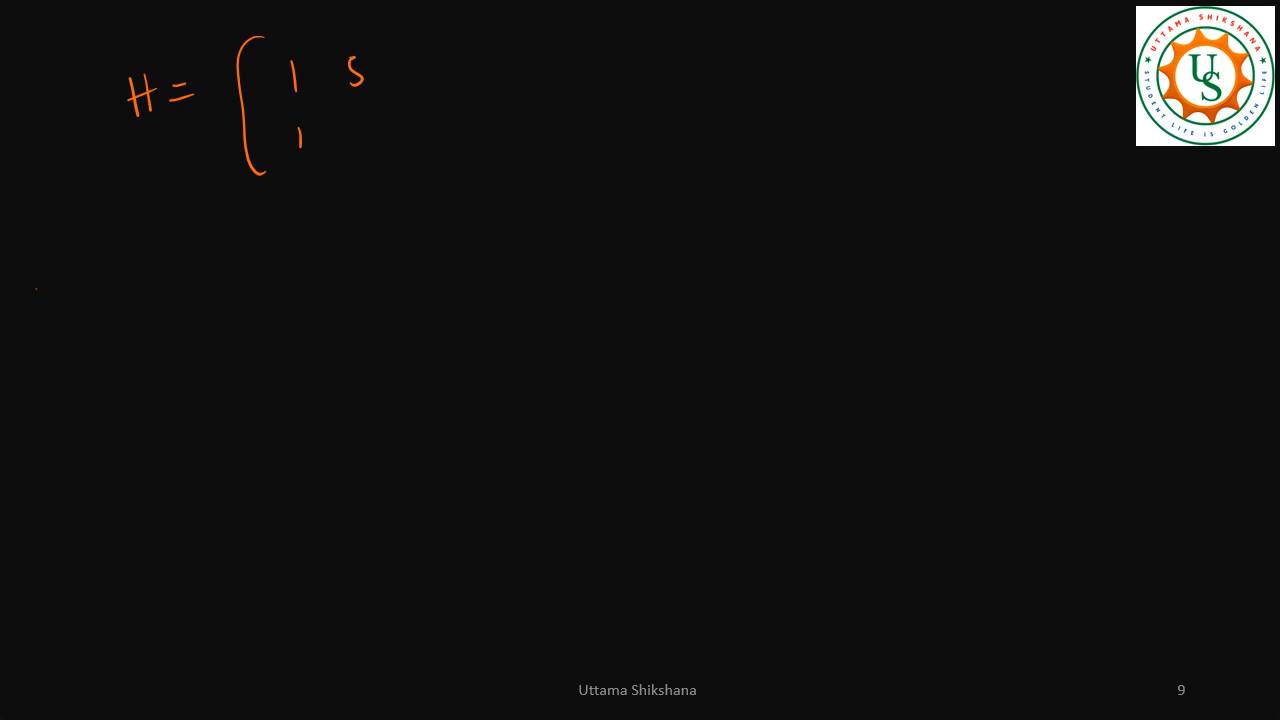 H = [ 1 5
1
UTTAMA SHIKSHANA
US
STUDENT LIFE IS GOLDEN LIFE
Uttama Shikshana
9